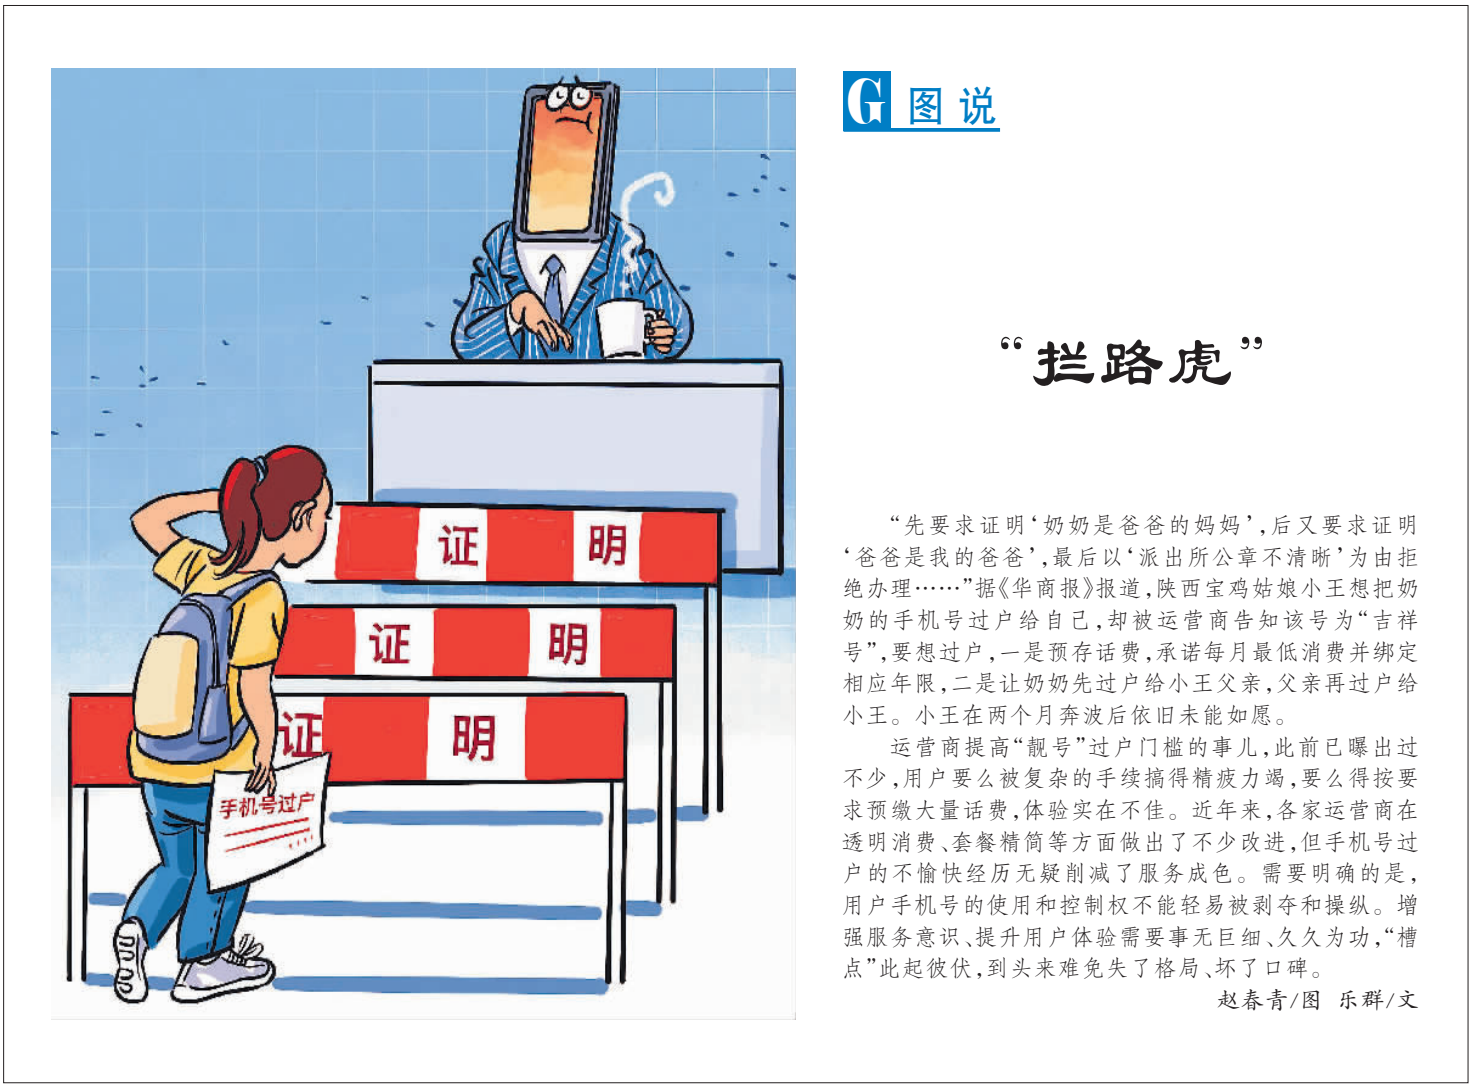 G 图说
“拦路虎”
证 明
证 明
证 明
手机号过户
“先要求证明‘奶奶是爸爸的妈妈’,后又要求证明
‘爸爸是我的爸爸’,最后以‘派出所公章不清晰’为由拒
绝办理……”据《华商报》报道,陕西宝鸡姑娘小王想把奶
奶的手机号过户给自己,却被运营商告知该号为“吉祥
号”,要想过户,一是预存话费,承诺每月最低消费并绑定
相应年限,二是让奶奶先过户给小王父亲,父亲再过户给
小王。小王在两个月奔波后依旧未能如愿。
运营商提高“靓号”过户门槛的事儿,此前已曝出过
不少,用户要么被复杂的手续搞得精疲力竭,要么得按要
求预缴大量话费,体验实在不佳。近年来,各家运营商在
透明消费、套餐精简等方面做出了不少改进,但手机号过
户的不愉快经历无疑削减了服务成色。需要明确的是,
用户手机号的使用和控制权不能轻易被剥夺和操纵。增
强服务意识、提升用户体验需要事无巨细、久久为功,“槽
点”此起彼伏,到头来难免失了格局、坏了口碑。
赵春青/图 乐群/文